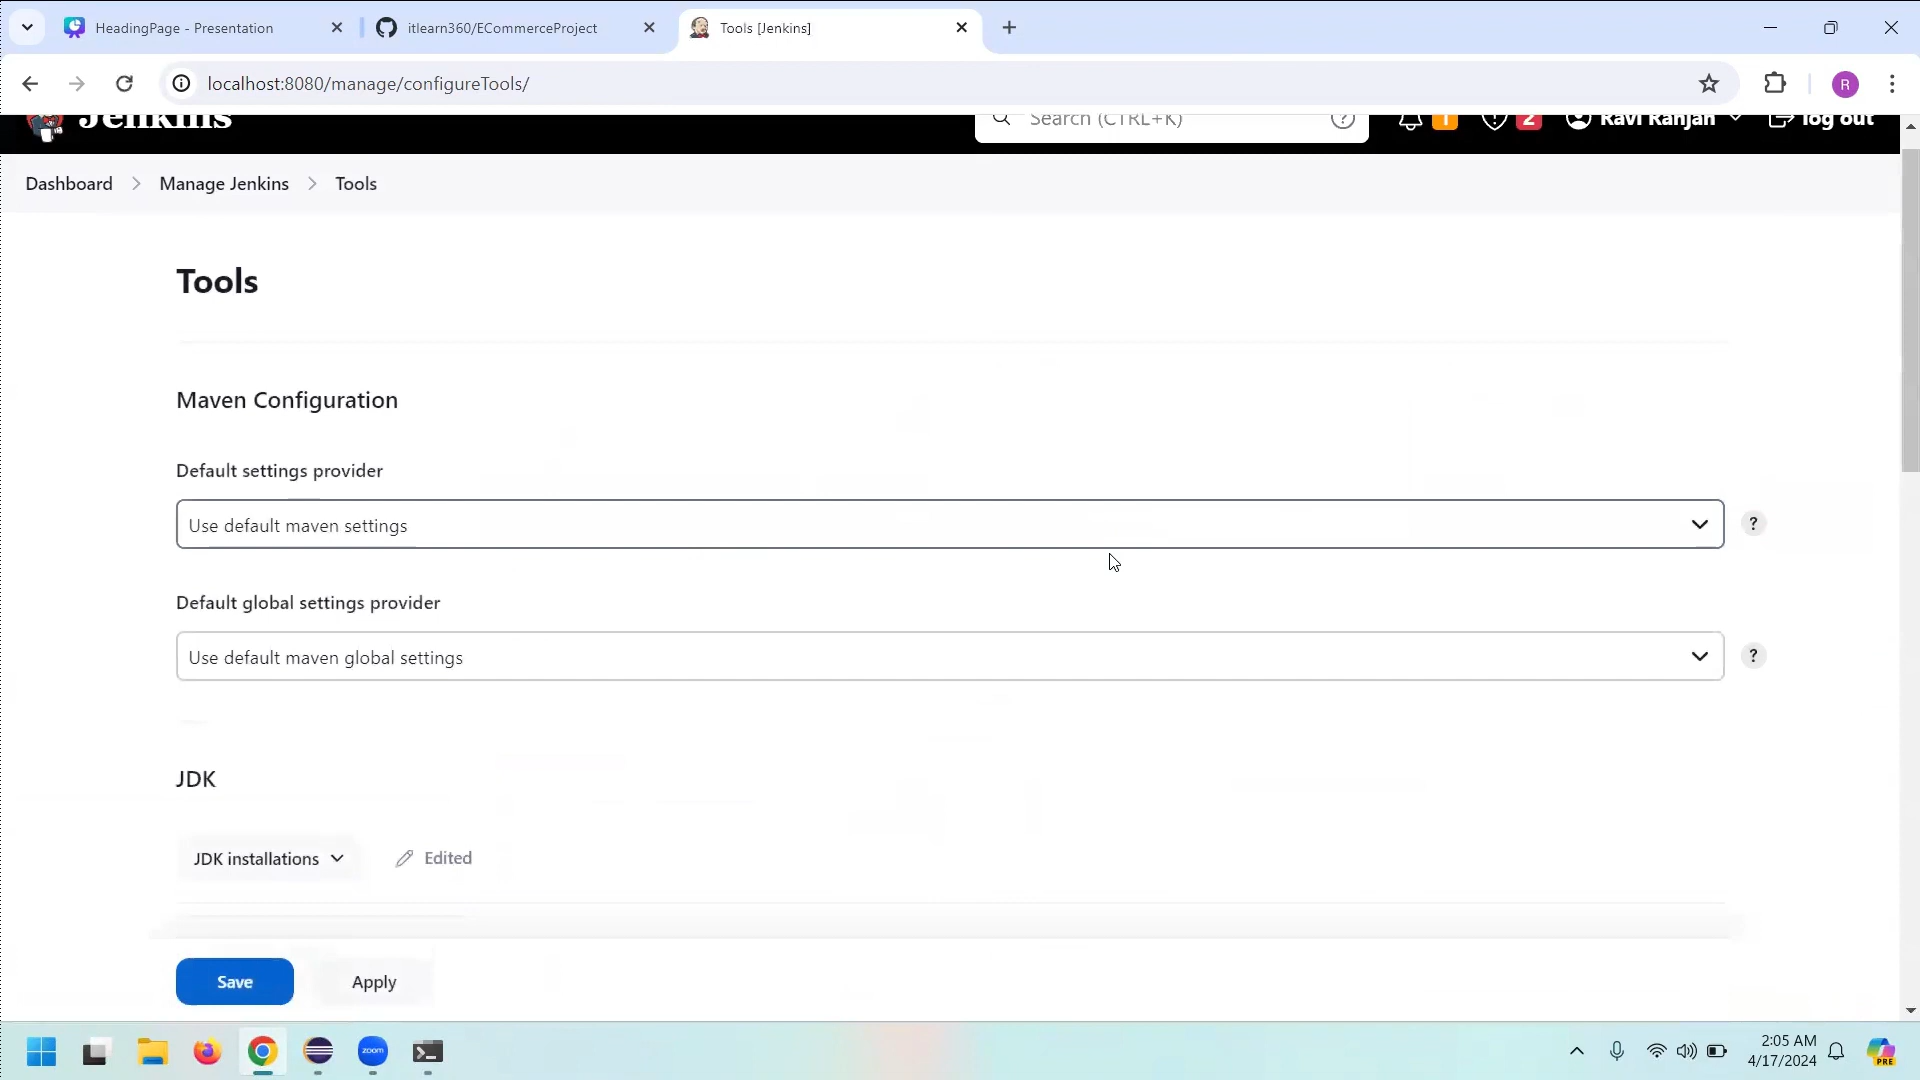 HeadingPage - Presentation
itlearn360/ECommerceProject
Tools [Jenkins]
localhost:8080/manage/configureTools/
Jenkins
Search (CTRL+K)
?
1
2
Ravi Ranjan
log out
R
Dashboard
Manage Jenkins
Tools
Tools
Maven Configuration
Default settings provider
Use default maven settings
?
Default global settings provider
Use default maven global settings
?
JDK
JDK installations
Edited
Save
Apply
zoom
2:05 AM
4/17/2024
PRE